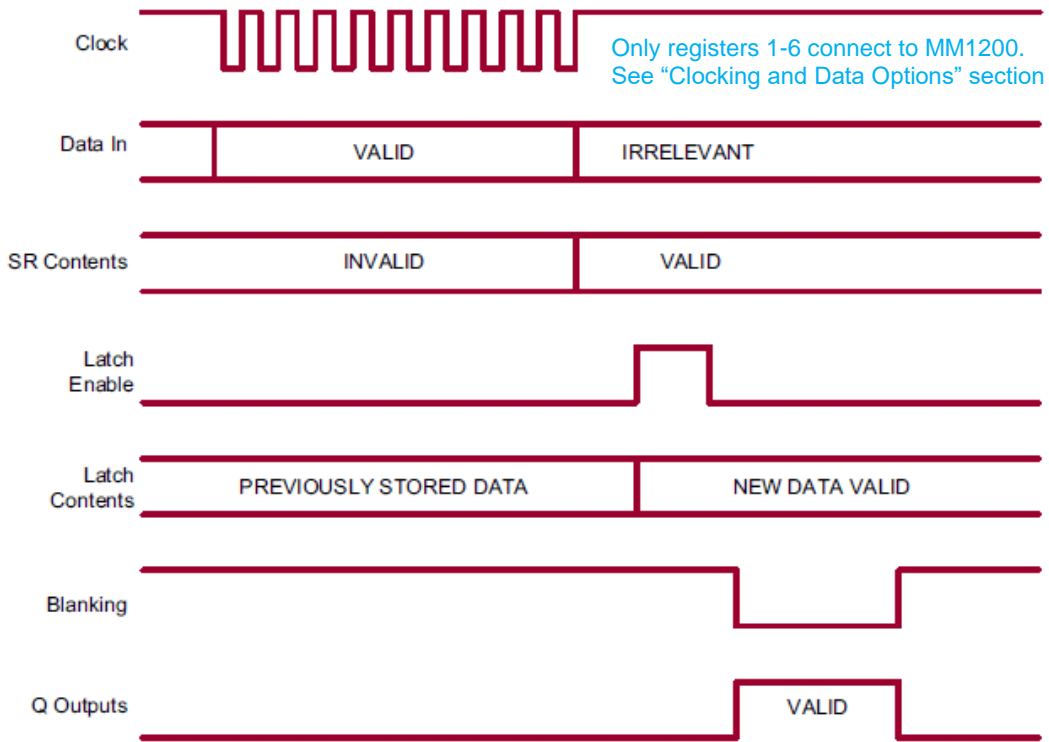 Clock
Only registers 1-6 connect to MM1200.
See “Clocking and Data Options” section
Data In
VALID
IRRELEVANT
SR Contents
INVALID
VALID
Latch
Enable
Latch
Contents
PREVIOUSLY STORED DATA
NEW DATA VALID
Blanking
Q Outputs
VALID